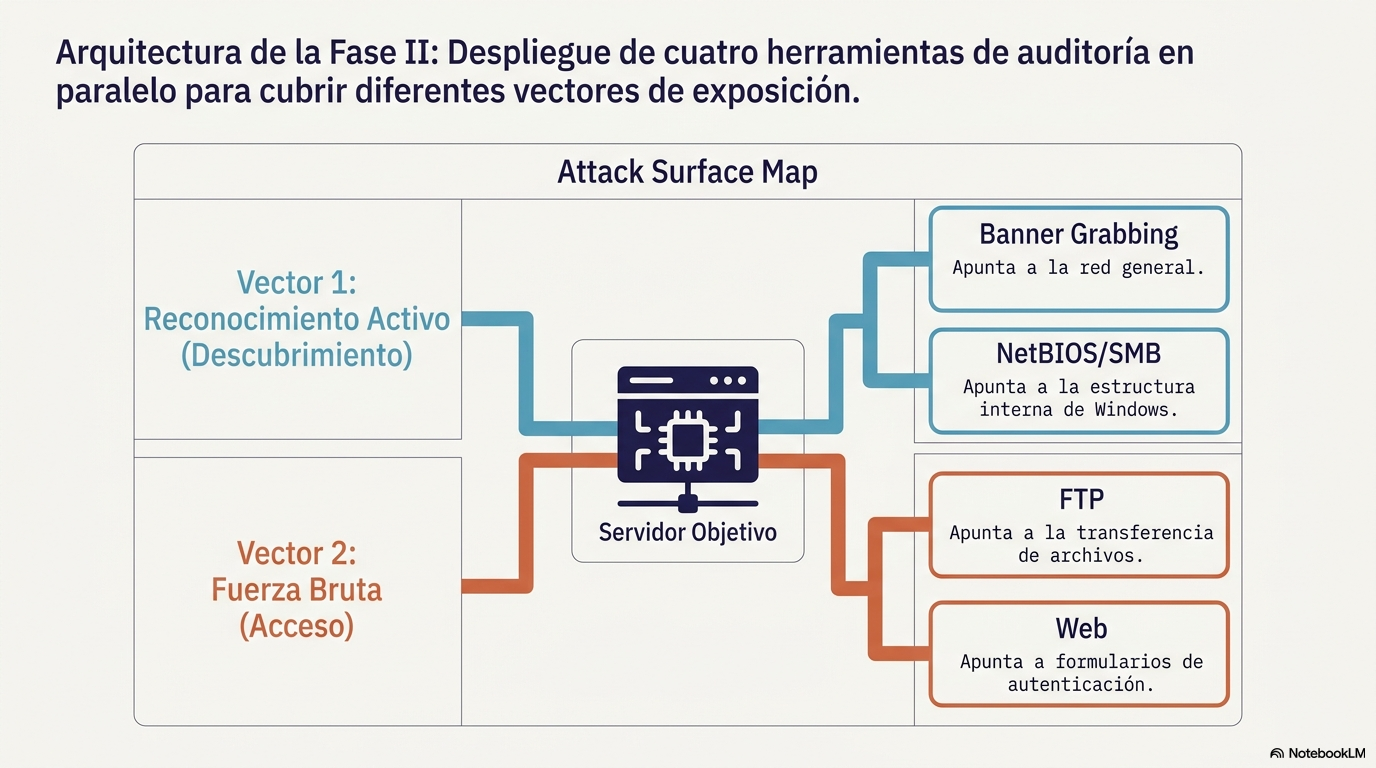 Arquitectura de la Fase II: Despliegue de cuatro herramientas de auditoría en
paralelo para cubrir diferentes vectores de exposición.
Attack Surface Map
Vector 1:
Reconocimiento Activo
(Descubrimiento)
Vector 2:
Fuerza Bruta
(Acceso)
Servidor Objetivo
Banner Grabbing
Apunta a la red general.
NetBIOS/SMB
Apunta a la estructura
interna de Windows.
FTP
Apunta a la transferencia
de archivos.
Web
Apunta a formularios de
autenticación.
NotebookLM